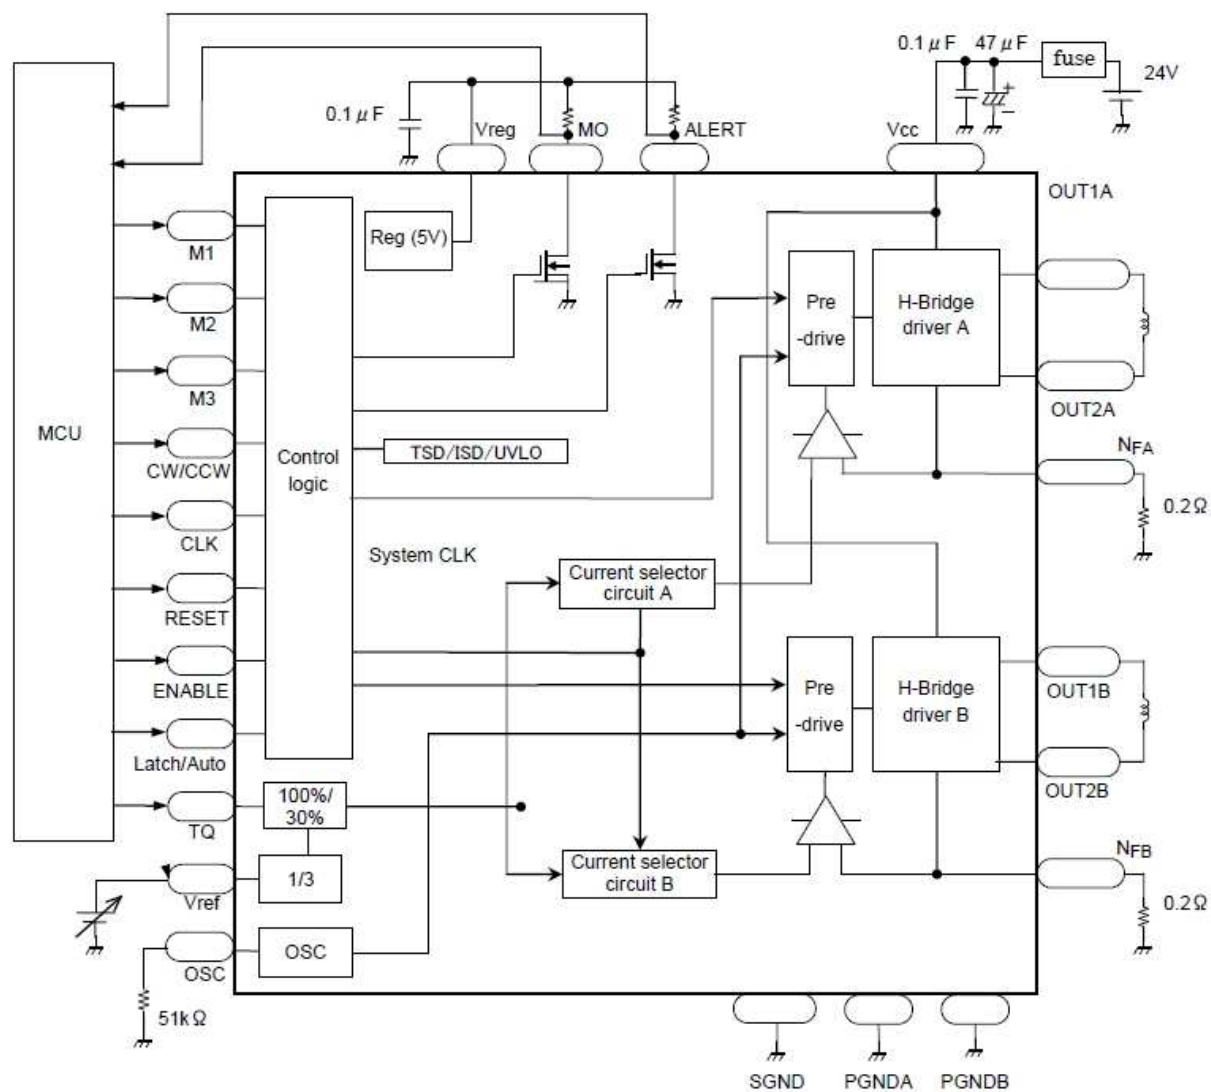 0.1 μ F
47 μ F
fuse
24V
0.1 μ F
Vreg
MO
ALERT
Vcc
OUT1A
M1
Reg (5V)
M2
Pre
-drive
H-Bridge
driver A
M3
OUT2A
MCU
CW/CCW
Control
logic
TSD/ISD/UVLO
NFA
0.2Ω
CLK
System CLK
Current selector
circuit A
RESET
ENABLE
Pre
-drive
H-Bridge
driver B
OUT1B
Latch/Auto
OUT2B
TQ
100%/
30%
Current selector
circuit B
NFB
1/3
Vref
0.2Ω
OSC
OSC
51kΩ
SGND
PGNDA
PGNDB